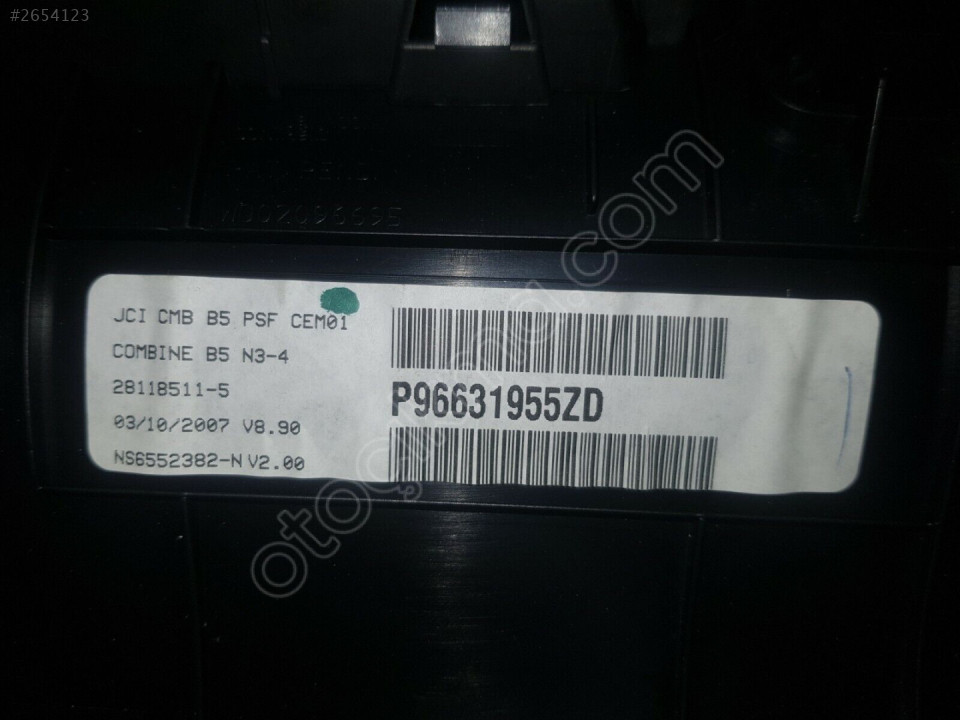 #2654123
JCI CMB B5 PSF CEM01
COMBINE B5 N3-4
28118511-5
03/10/2007 V8.90
NS6552382-N V2.00
P96631955ZD
otoçıkma.com